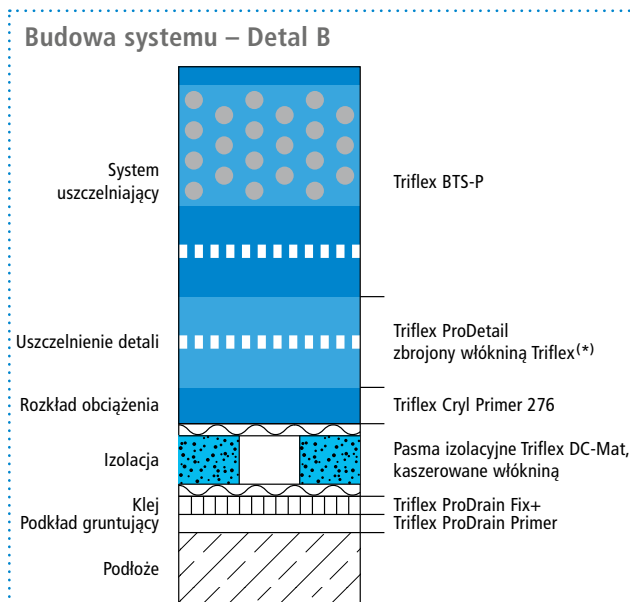 Budowa systemu – Detal B
System
uszczelniający
Triflex BTS-P
Uszczelnienie detali
Triflex ProDetail
zbrojony włókniną Triflex(*)
Rozkład obciążenia
Triflex Cryl Primer 276
Izolacja
Pasma izolacyjne Triflex DC-Mat,
kaszerowane włókniną
Klej
Triflex ProDrain Fix+
Podkład gruntujący
Triflex ProDrain Primer
Podłoże